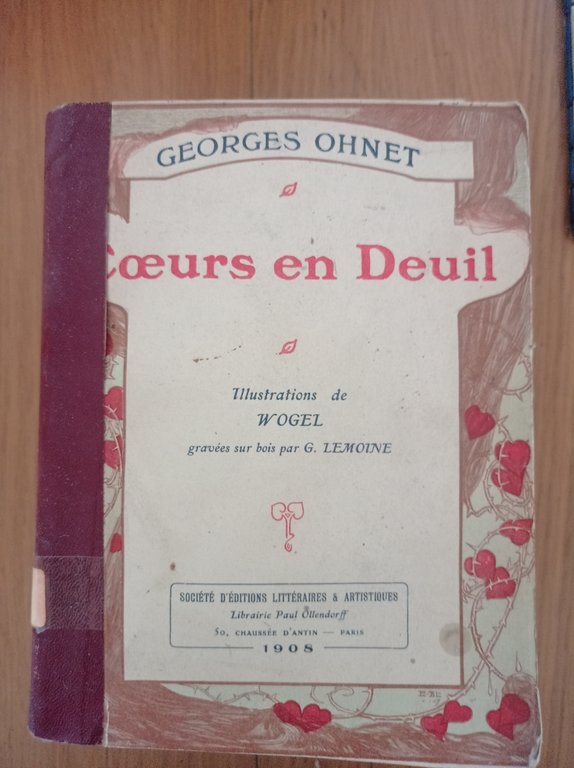 GEORGES OHNET
Cœurs en Deuil
Illustrations de
WOGEL
gravées sur bois par G. LEMOINE
SOCIÉTÉ D'ÉDITIONS LITTÉRAIRES & ARTISTIQUES
Librairie Paul Ollendorff
50, CHAUSSÉE D'ANTIN — PARIS
1908